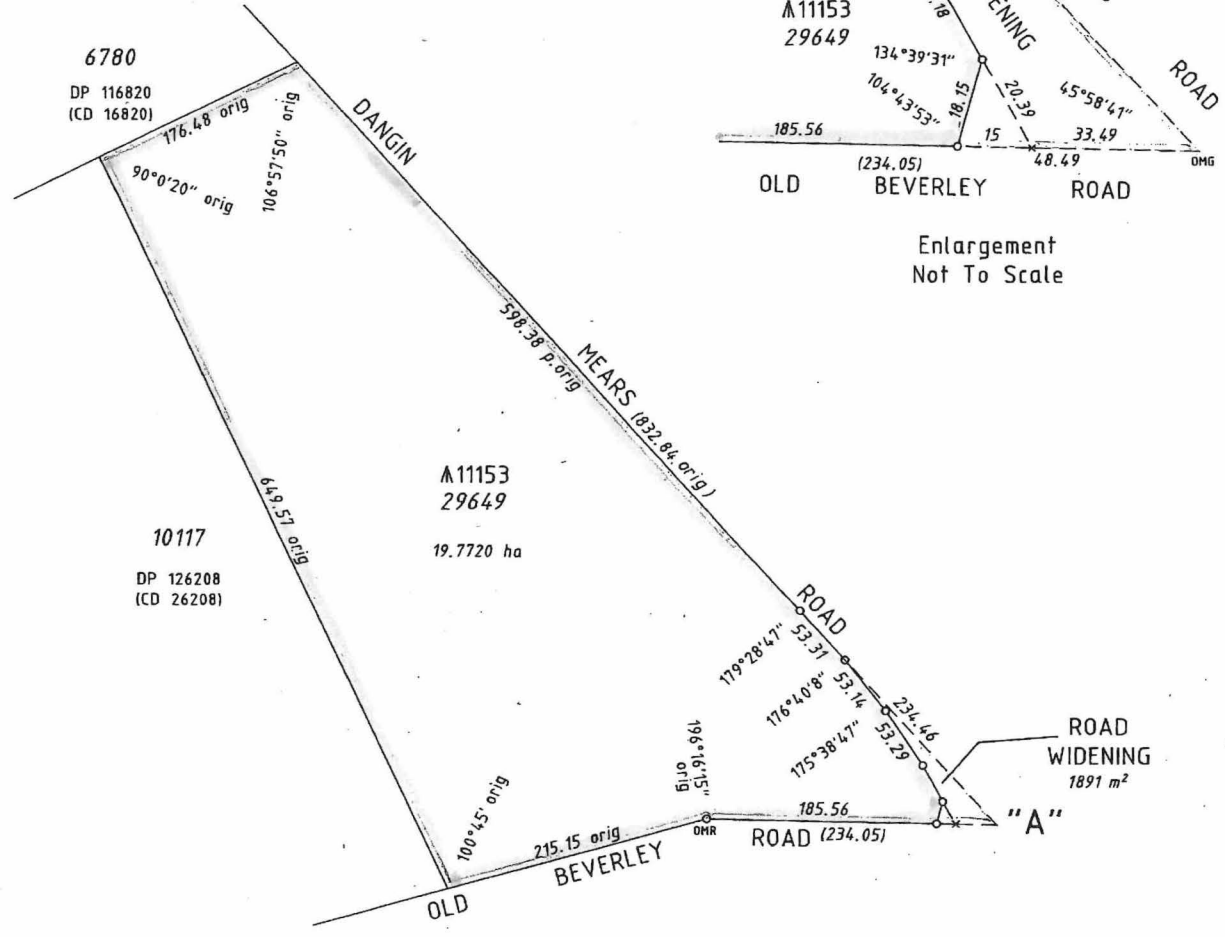 6780
DP 116820
(CD 16820)
176.48 orig
90°0'20" orig
106°57'50" orig
DANGIN
598.38 p.orig
MEARS
(832.84 orig)
ROAD
11153
29649
19.7720 ha
10117
DP 126208
(CD 26208)
649.57 orig
100°45' orig
215.15 orig
OLD
BEVERLEY
ROAD
196°16'15" orig
OMR
185.56
(234.05)
179°28'47"
53.31
176°40'8"
53.14
175°38'47"
53.29
234.46
ROAD
WIDENING
1891 m²
"A"
11153
29649
134°39'31"
104°43'53"
18.15
20.39
45°58'41"
ROAD
185.56
15
33.49
(234.05)
48.49
OMG
OLD BEVERLEY ROAD
Enlargement
Not To Scale